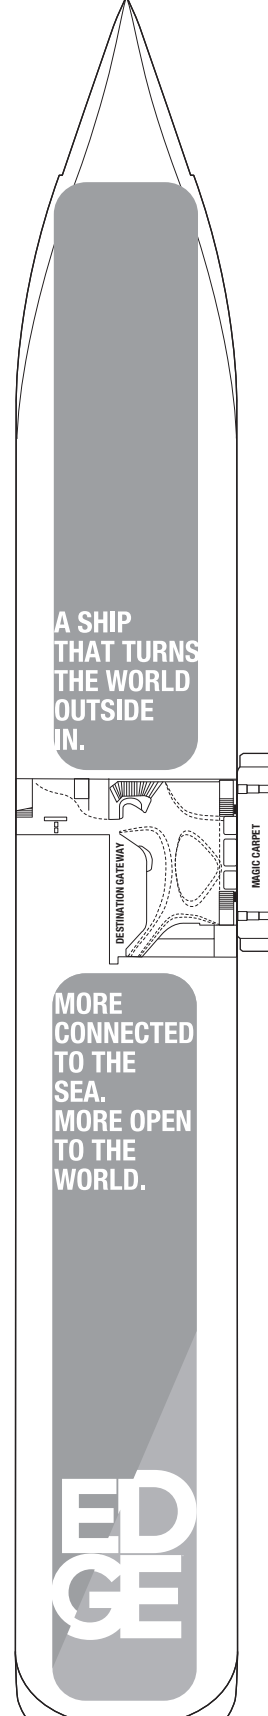 A SHIP
THAT TURNS
THE WORLD
OUTSIDE
IN.
DESTINATION GATEWAY
MAGIC CARPET
MORE
CONNECTED
TO THE
SEA.
MORE OPEN
TO THE
WORLD.
ED
GE